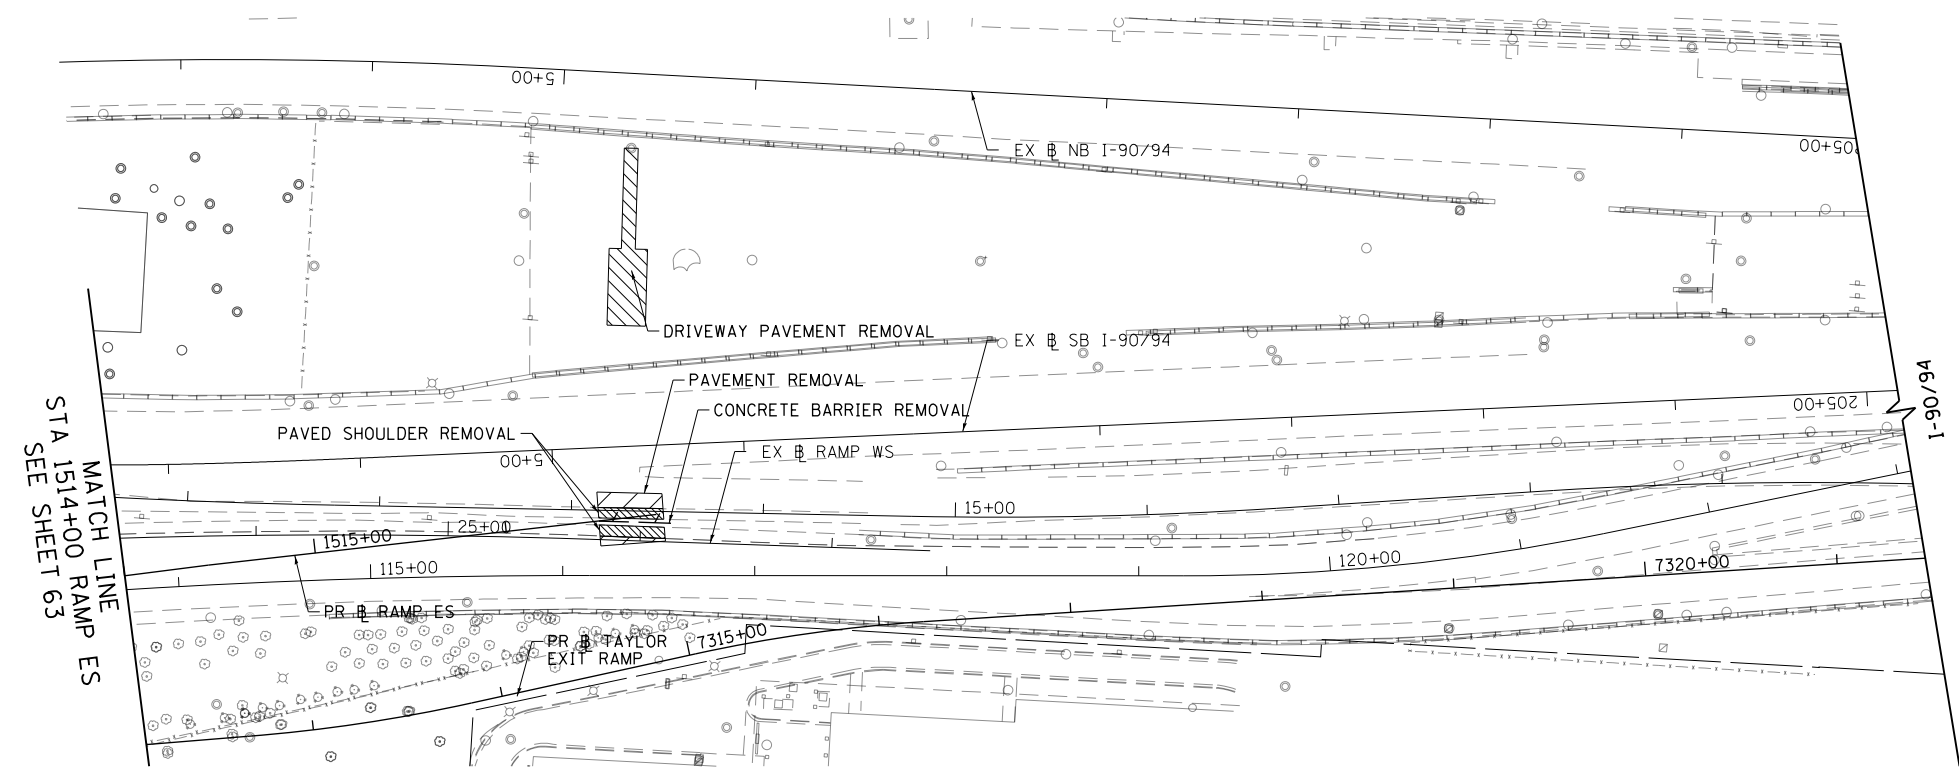 5+00
EX ⅊ NB I-90/94
205+00
DRIVEWAY PAVEMENT REMOVAL
EX ⅊ SB I-90/94
PAVEMENT REMOVAL
CONCRETE BARRIER REMOVAL
PAVED SHOULDER REMOVAL
EX ⅊ RAMP WS
5+00
205+00
I-90/94
15+00
25+00
1515+00
115+00
120+00
7320+00
PR ⅊ RAMP ES
PR ⅊ TAYLOR
EXIT RAMP
7315+00
MATCH LINE
STA 1514+00 RAMP ES
SEE SHEET 63